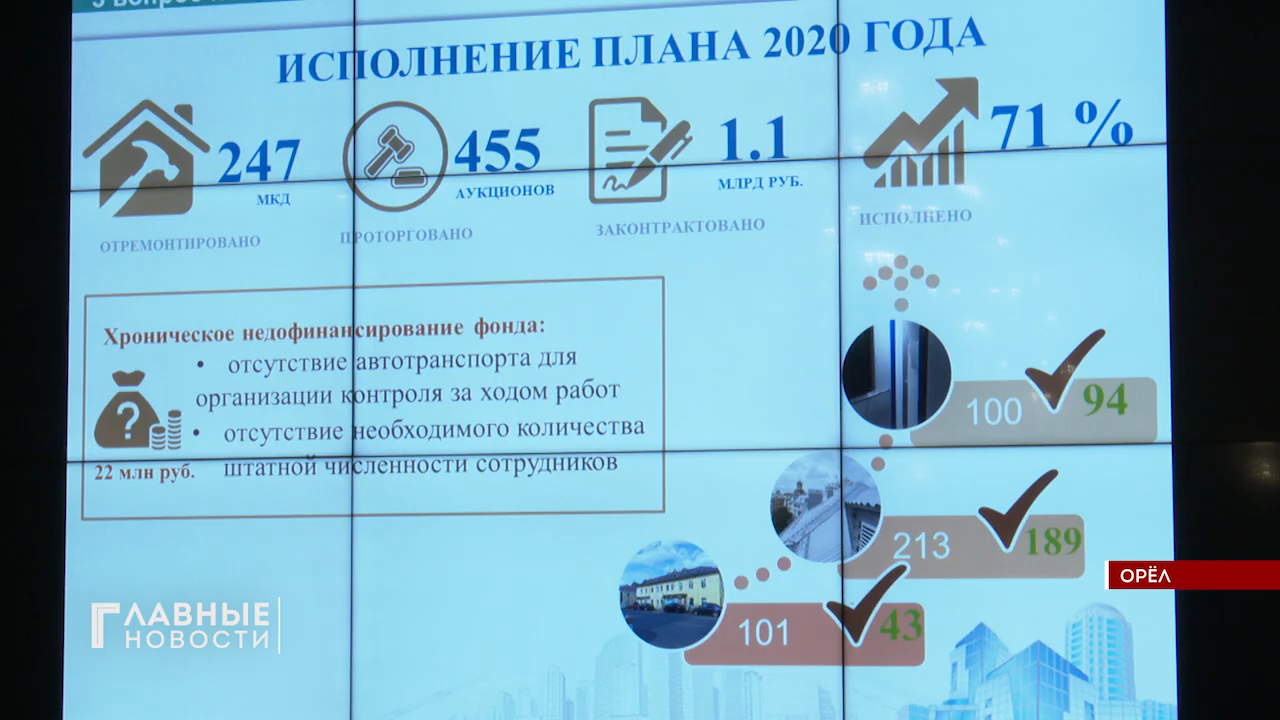 ИСПОЛНЕНИЕ ПЛАНА 2020 ГОДА
247
МКД
ОТРЕМОНТИРОВАНО
455
АУКЦИОНОВ
ПРОТОРГОВАНО
1.1
МЛРД РУБ.
ЗАКОНТРАКТОВАНО
71 %
ИСПОЛНЕНО
Хроническое недофинансирование фонда:
• отсутствие автотранспорта для
организации контроля за ходом работ
• отсутствие необходимого количества
штатной численности сотрудников
?
22 млн руб.
100 94
213 189
101 43
ОРЁЛ
ГЛАВНЫЕ
НОВОСТИ